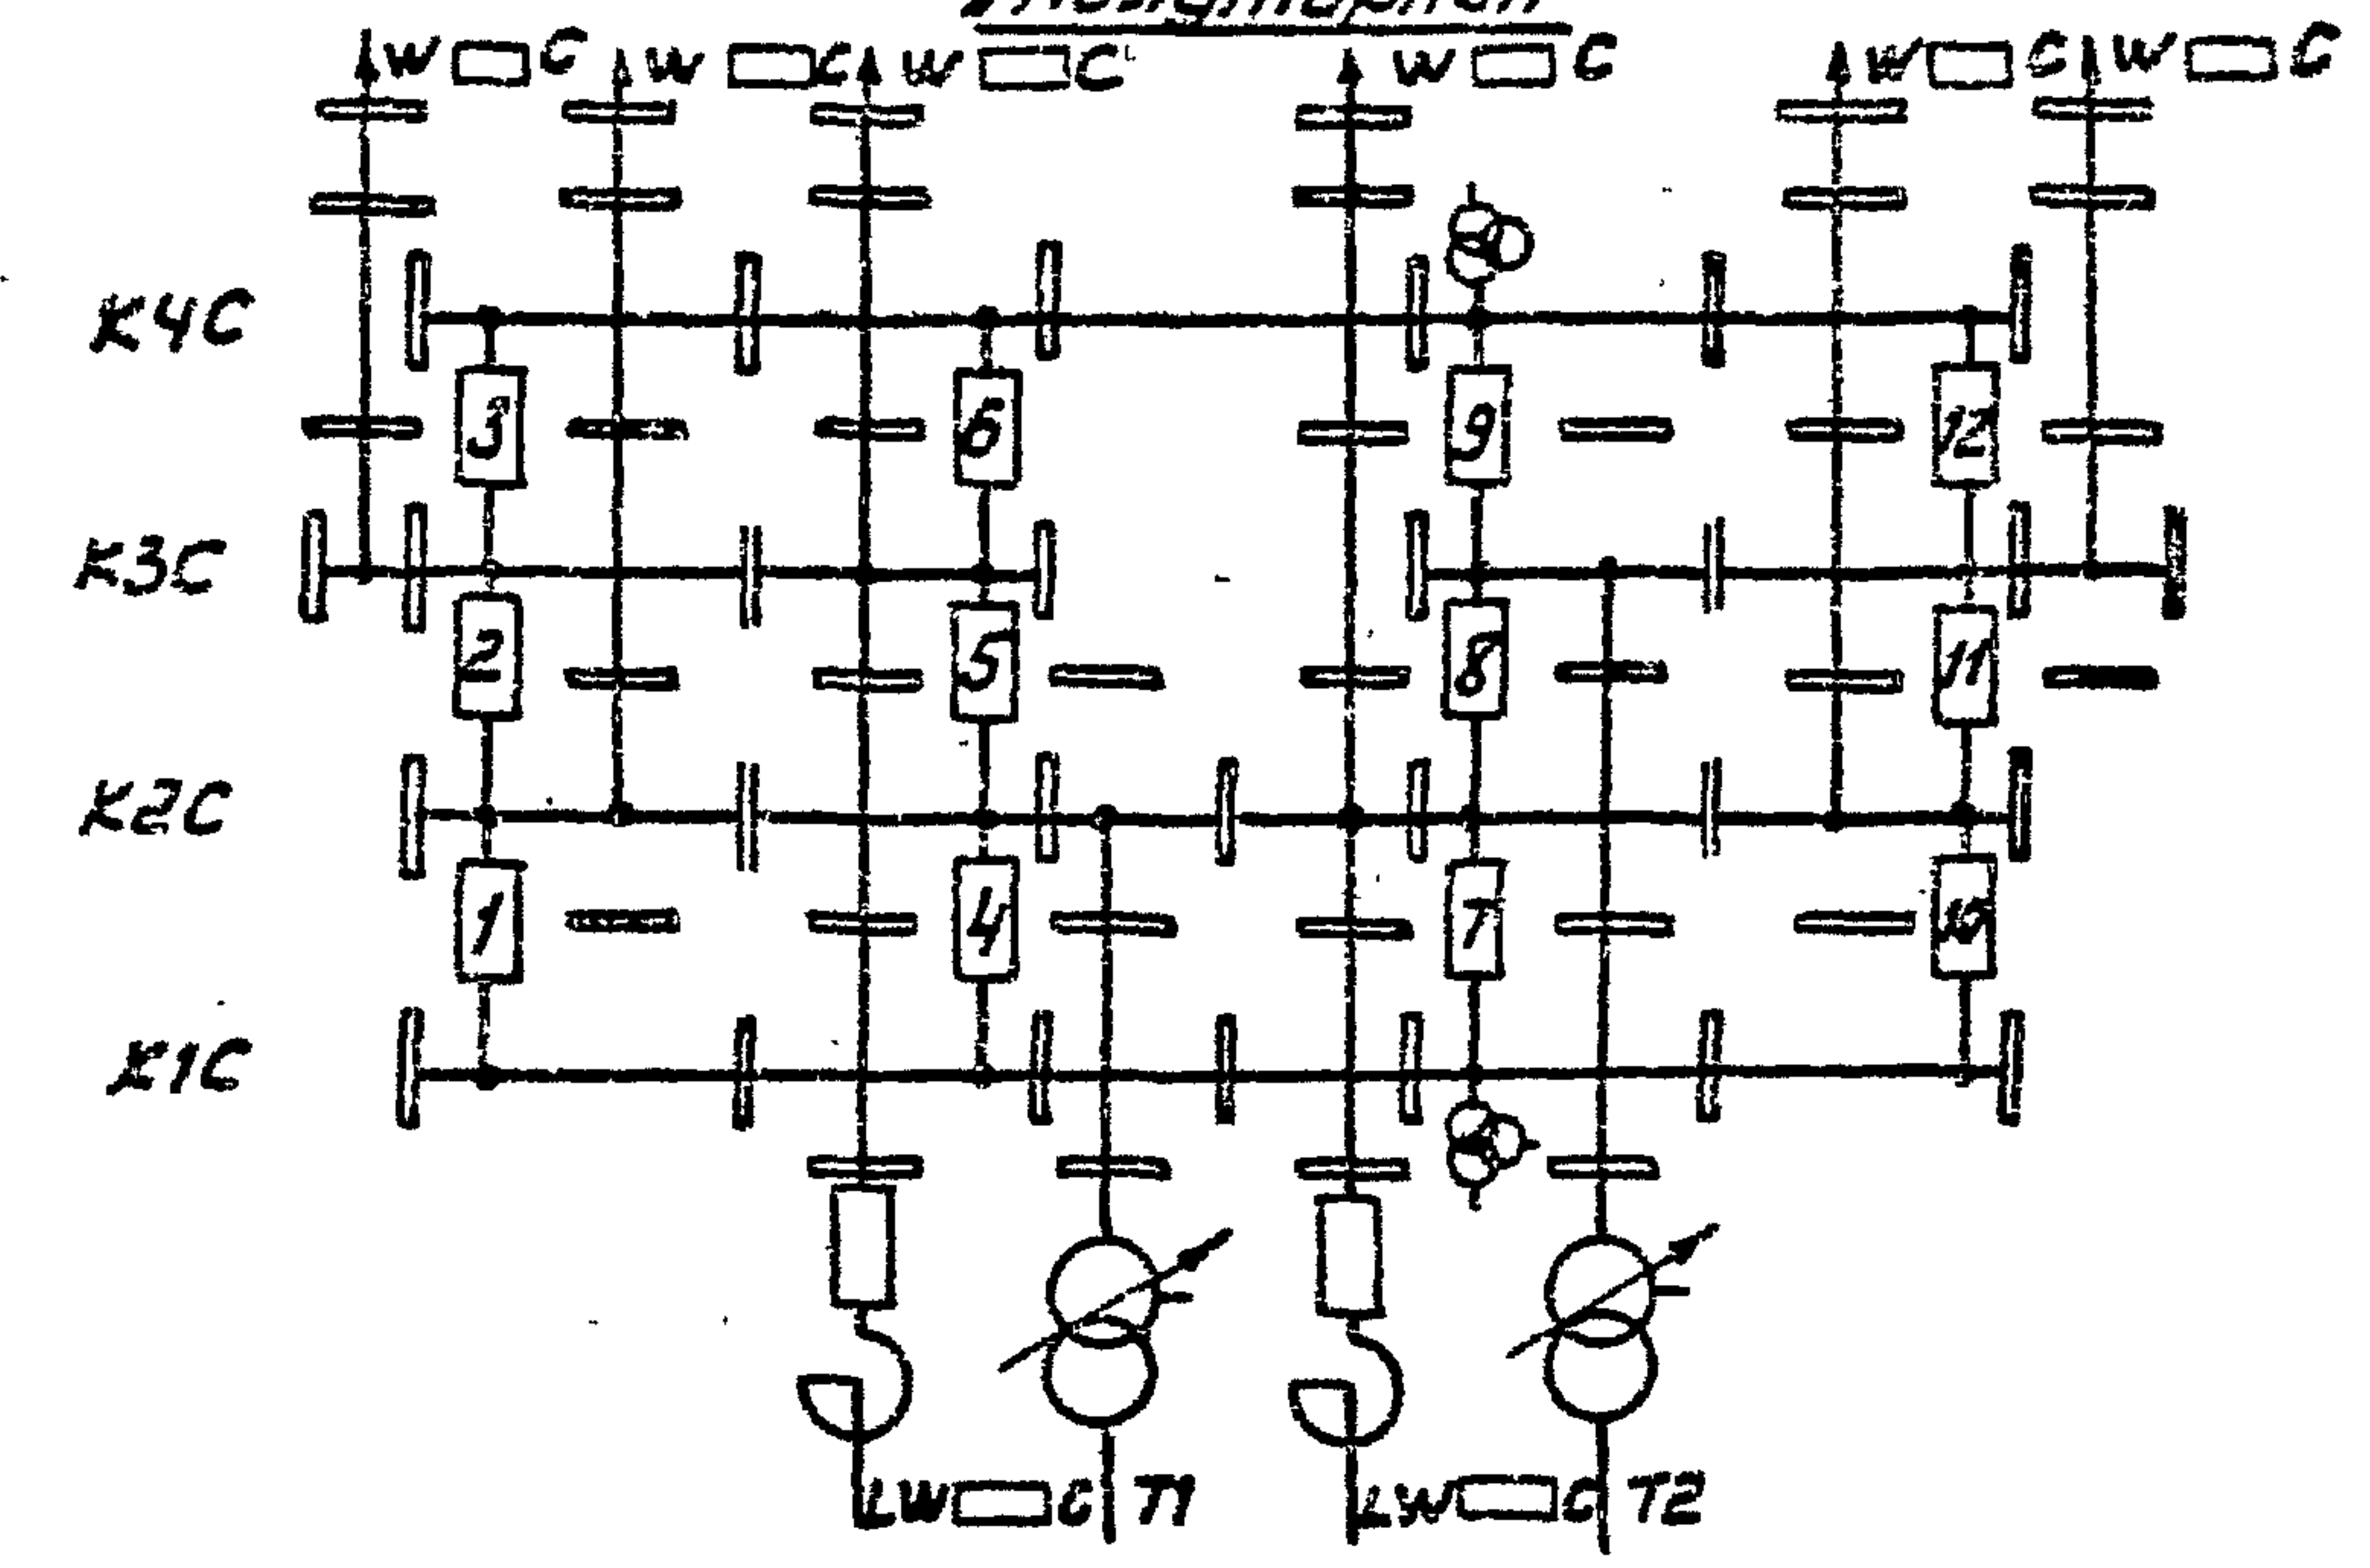 W □ C W □ C W □ C W □ C W □ C W □ C
K4C
3 6 9 12
K3C
2 5 8 11
K2C
1 4 7 10
K1C
LW □ C T1 LW □ C T2